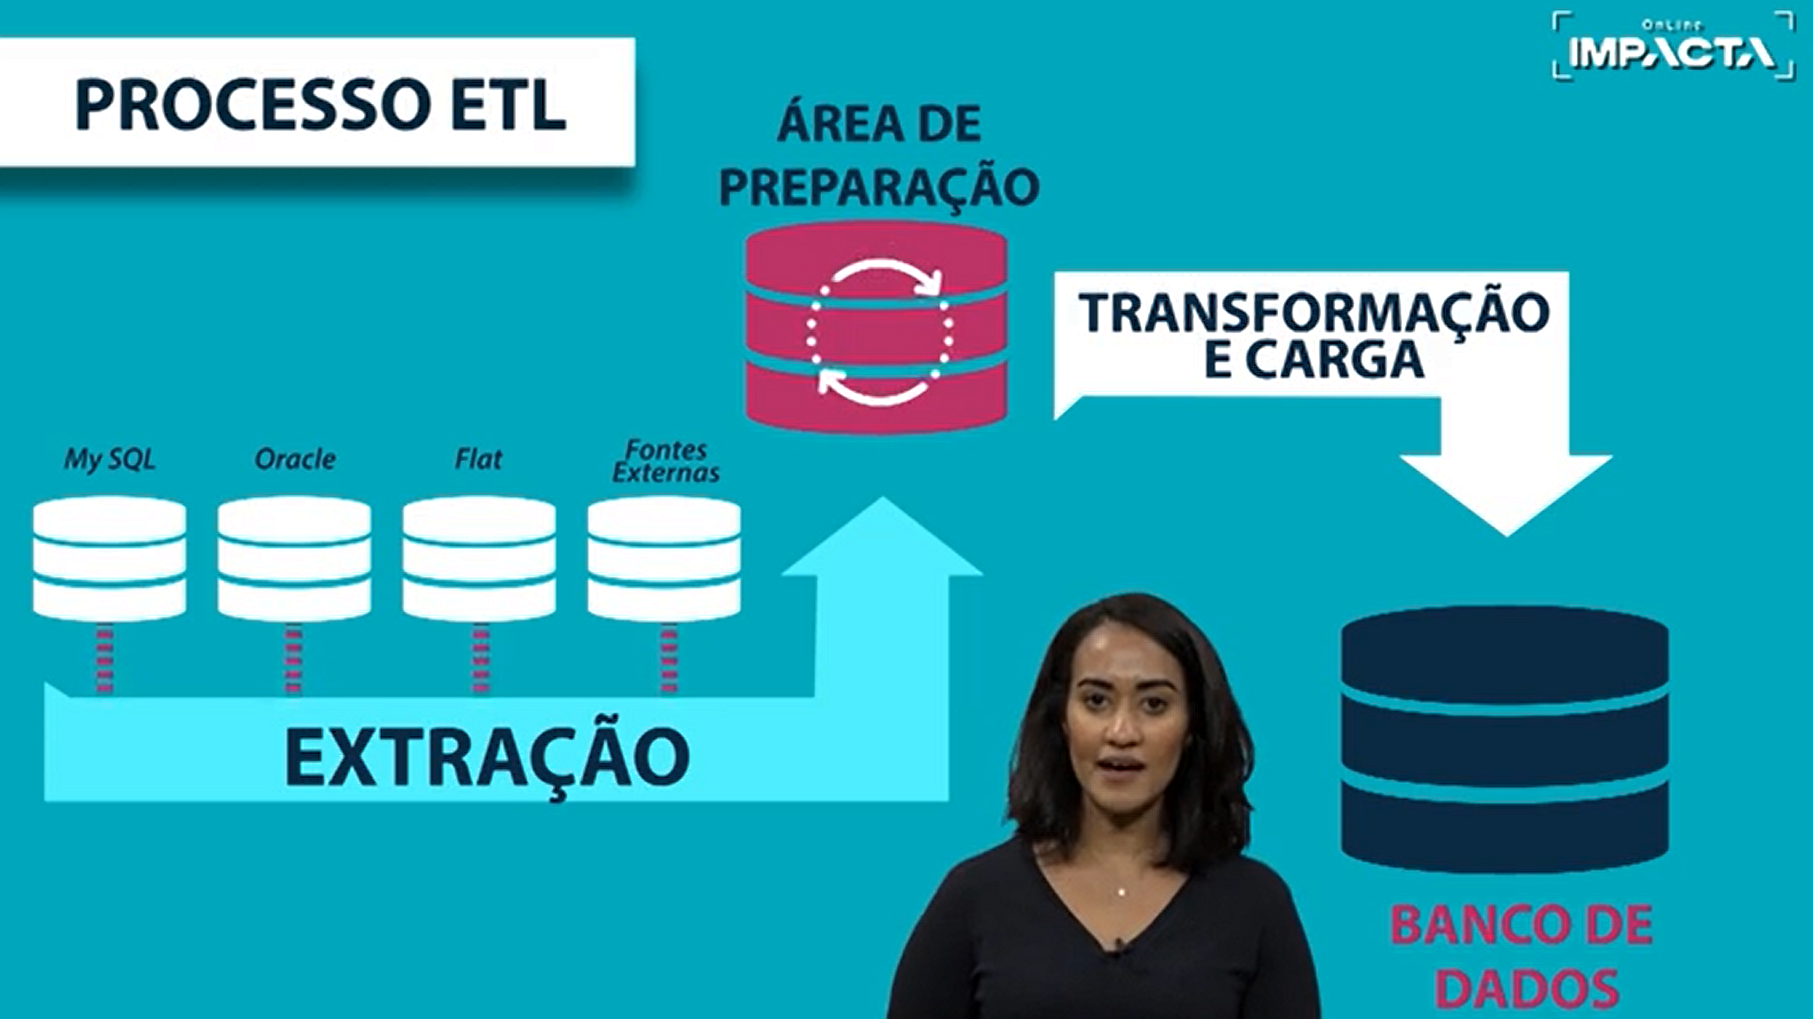 OnLine
IMPACTA
PROCESSO ETL
ÁREA DE
PREPARAÇÃO
TRANSFORMAÇÃO
E CARGA
My SQL
Oracle
Flat
Fontes
Externas
EXTRAÇÃO
BANCO DE
DADOS